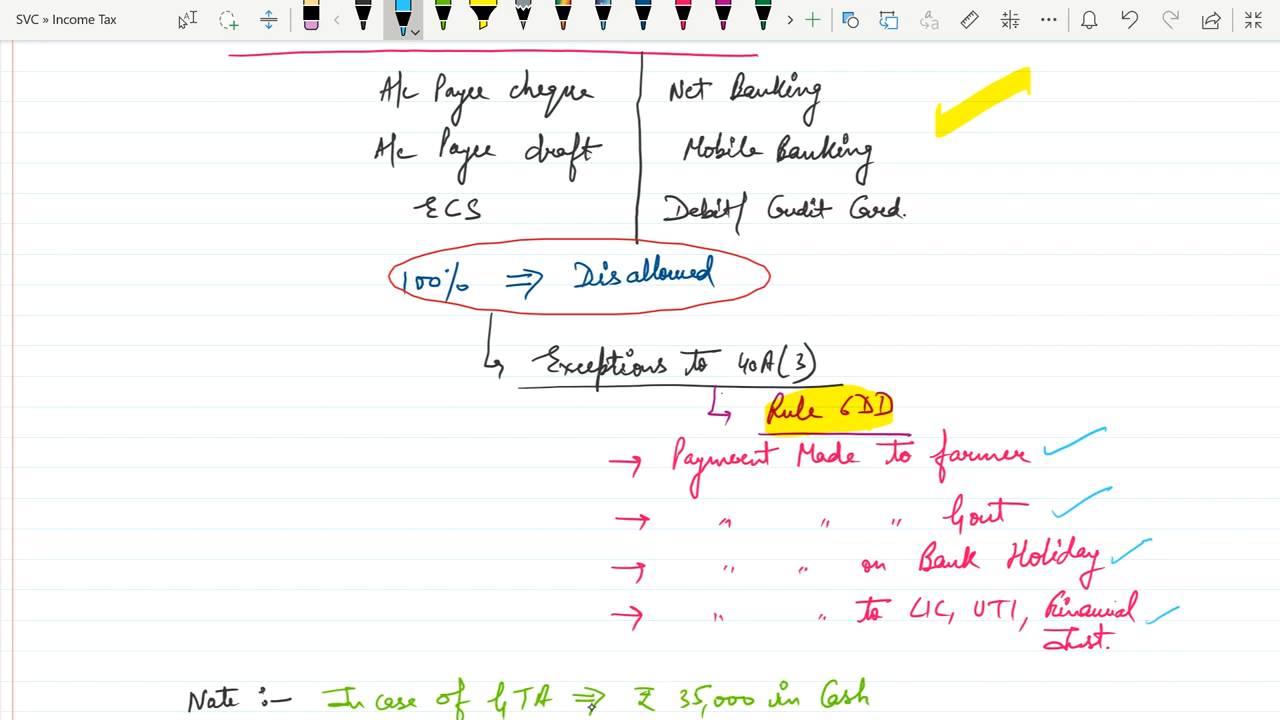 SVC > Income Tax
A/c Payee cheque Net Banking
A/c Payee draft Mobile Banking
ECS Debit/ Credit Card.
100% ⇒ Disallowed
Exceptions to 40A(3)
Rule 6DD
→ Payment Made to farmer
→ " " " Govt
→ " " on Bank Holiday
→ " " to LIC, UTI, Financial
Inst.
Note :- In case of GTA ⇒ ₹ 35,000 in Cash